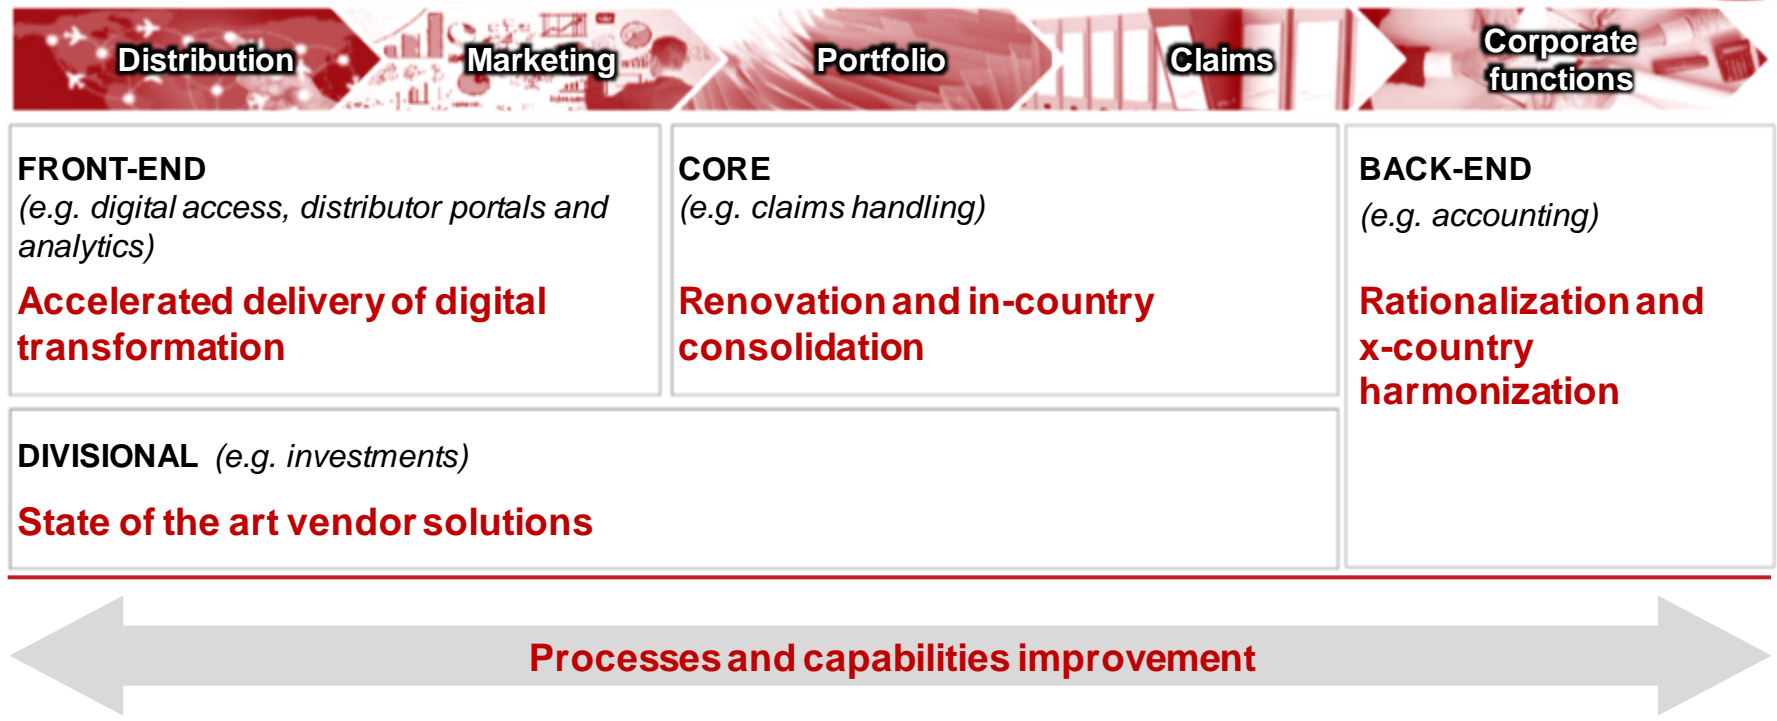 Distribution
Marketing
Portfolio
Claims
Corporate
functions
FRONT-END
(e.g. digital access, distributor portals and
analytics)
Accelerated delivery of digital
transformation
CORE
(e.g. claims handling)
Renovation and in-country
consolidation
BACK-END
(e.g. accounting)
Rationalization and
x-country
harmonization
DIVISIONAL (e.g. investments)
State of the art vendor solutions
Processes and capabilities improvement